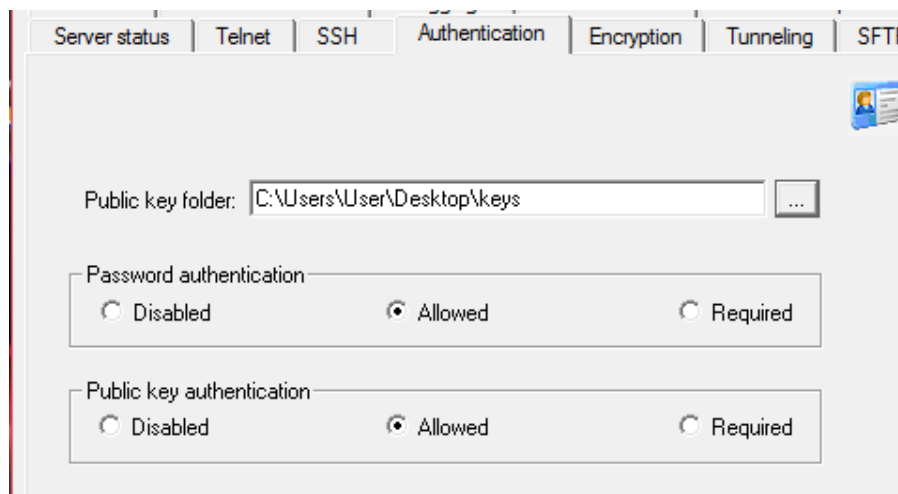 Server status Telnet SSH Authentication Encryption Tunneling
Public key folder: C:\Users\User\Desktop\keys ...
Password authentication
Disabled Allowed Required
Public key authentication
Disabled Allowed Required